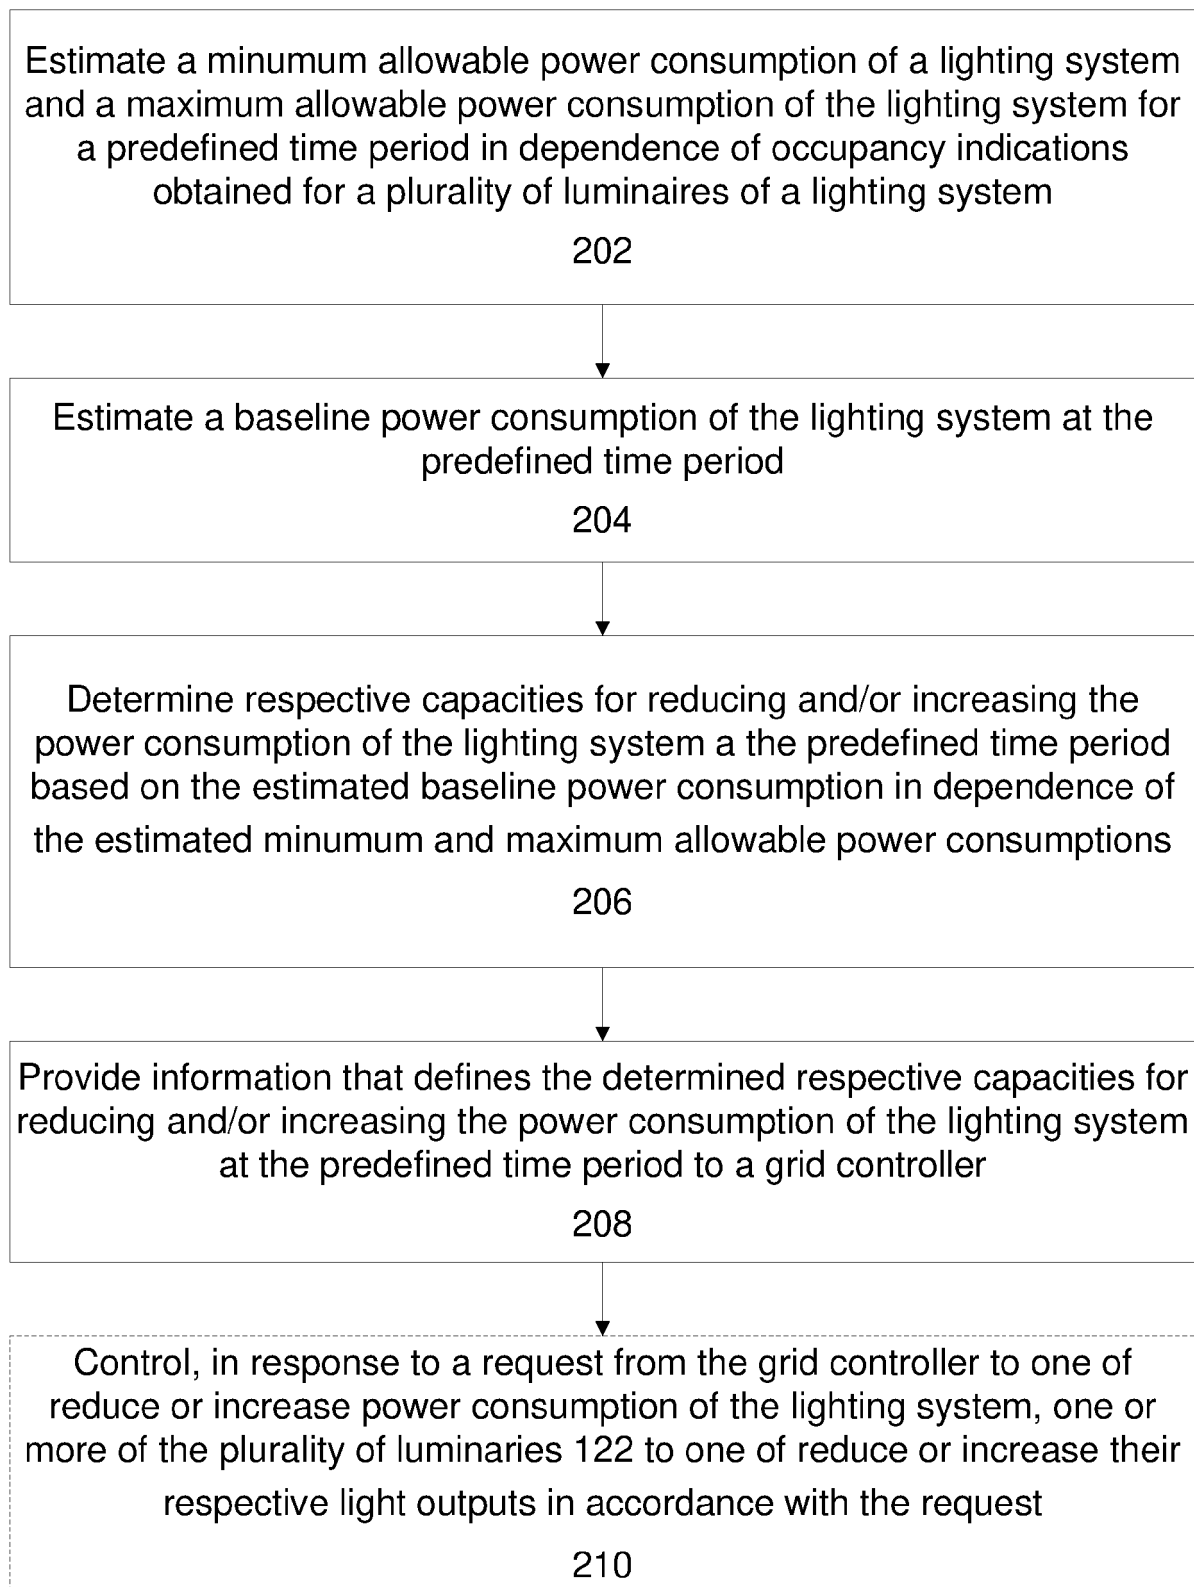 Estimate a minumum allowable power consumption of a lighting system
and a maximum allowable power consumption of the lighting system for
a predefined time period in dependence of occupancy indications
obtained for a plurality of luminaires of a lighting system
202
Estimate a baseline power consumption of the lighting system at the
predefined time period
204
Determine respective capacities for reducing and/or increasing the
power consumption of the lighting system a the predefined time period
based on the estimated baseline power consumption in dependence of
the estimated minumum and maximum allowable power consumptions
206
Provide information that defines the determined respective capacities for
reducing and/or increasing the power consumption of the lighting system
at the predefined time period to a grid controller
208
Control, in response to a request from the grid controller to one of
reduce or increase power consumption of the lighting system, one or
more of the plurality of luminaries 122 to one of reduce or increase their
respective light outputs in accordance with the request
210